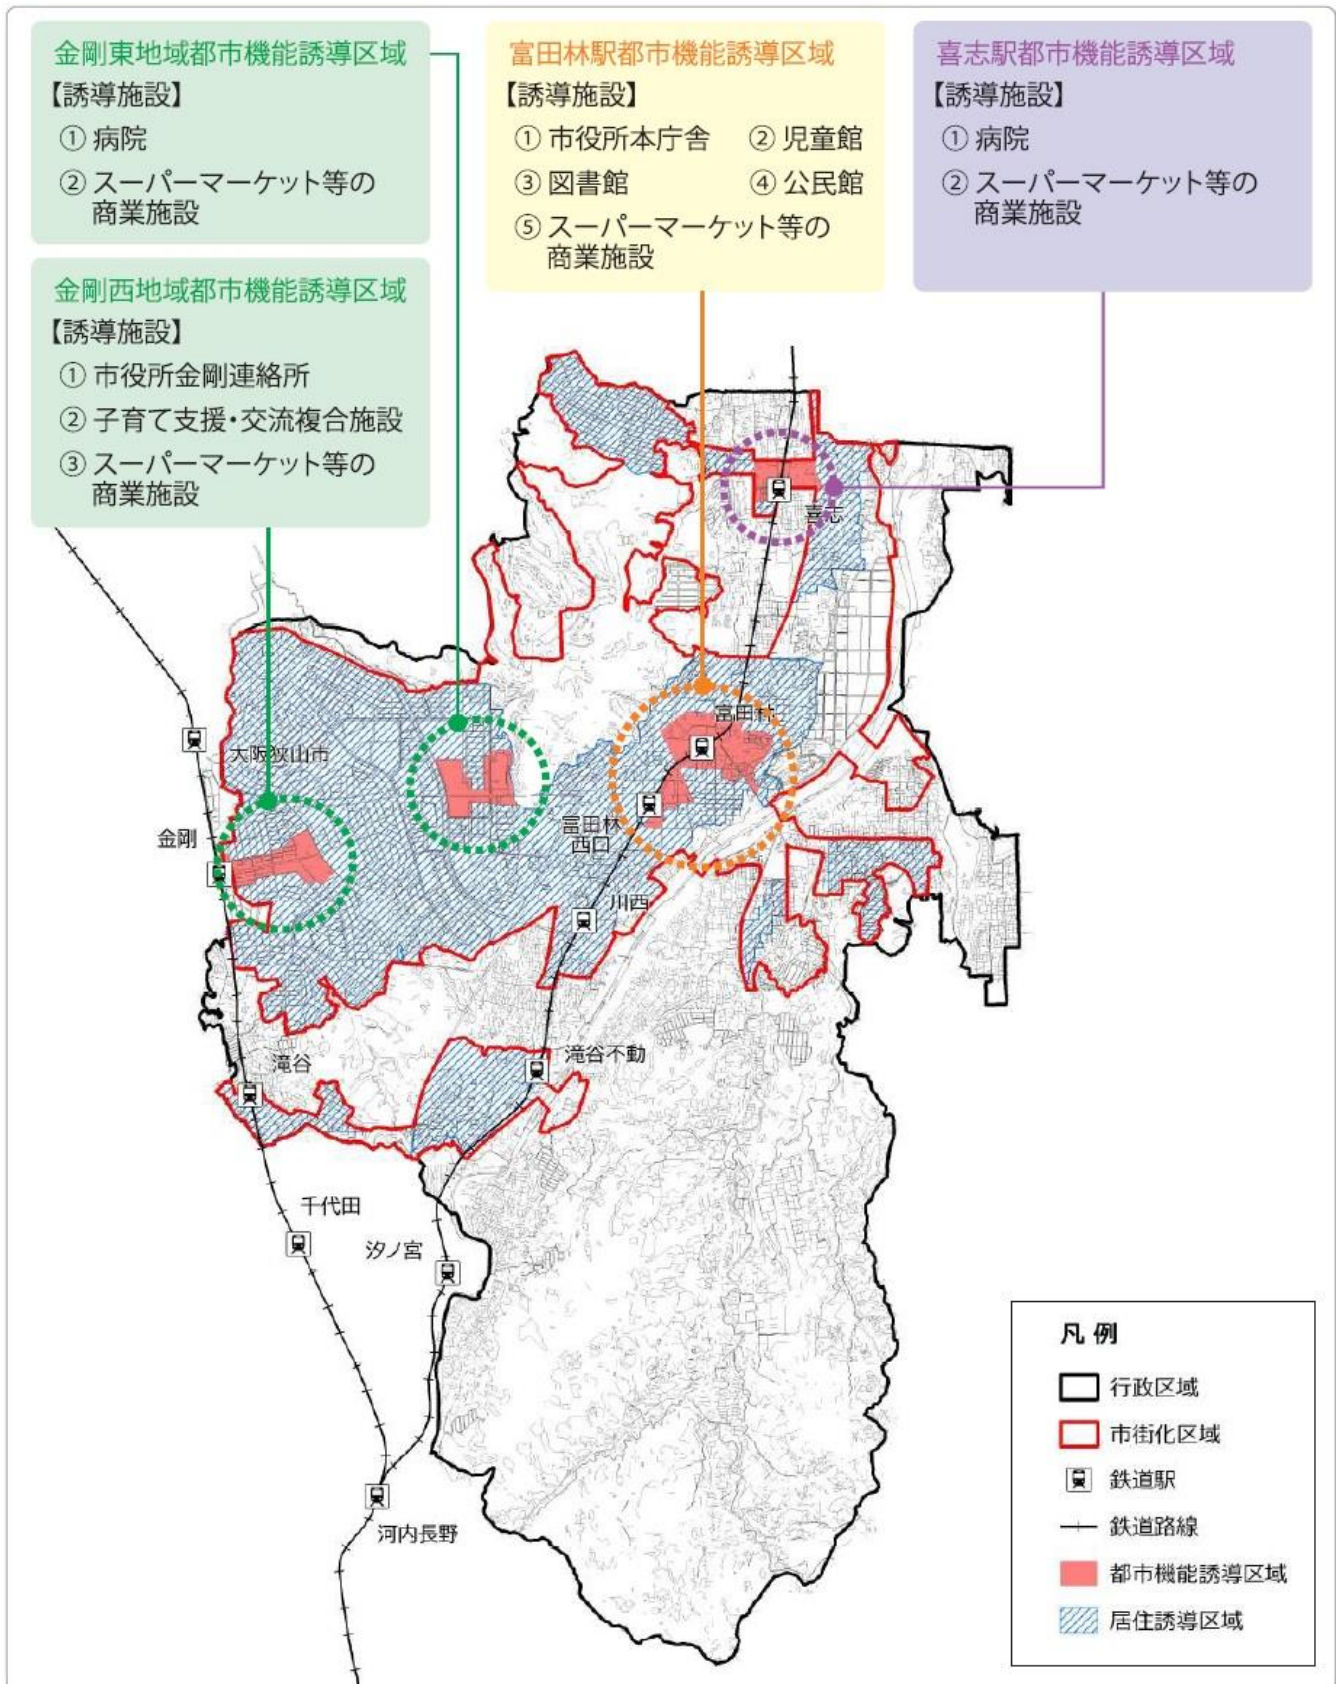 金剛東地域都市機能誘導区域
【誘導施設】
① 病院
② スーパーマーケット等の
商業施設
金剛西地域都市機能誘導区域
【誘導施設】
① 市役所金剛連絡所
② 子育て支援・交流複合施設
③ スーパーマーケット等の
商業施設
富田林駅都市機能誘導区域
【誘導施設】
① 市役所本庁舎 ② 児童館
③ 図書館 ④ 公民館
⑤ スーパーマーケット等の
商業施設
喜志駅都市機能誘導区域
【誘導施設】
① 病院
② スーパーマーケット等の
商業施設
喜志
富田林
大阪狭山市
金剛
富田林
西口
川西
滝谷不動
滝谷
千代田
汐ノ宮
河内長野
凡 例
行政区域
市街化区域
鉄道駅
鉄道路線
都市機能誘導区域
居住誘導区域